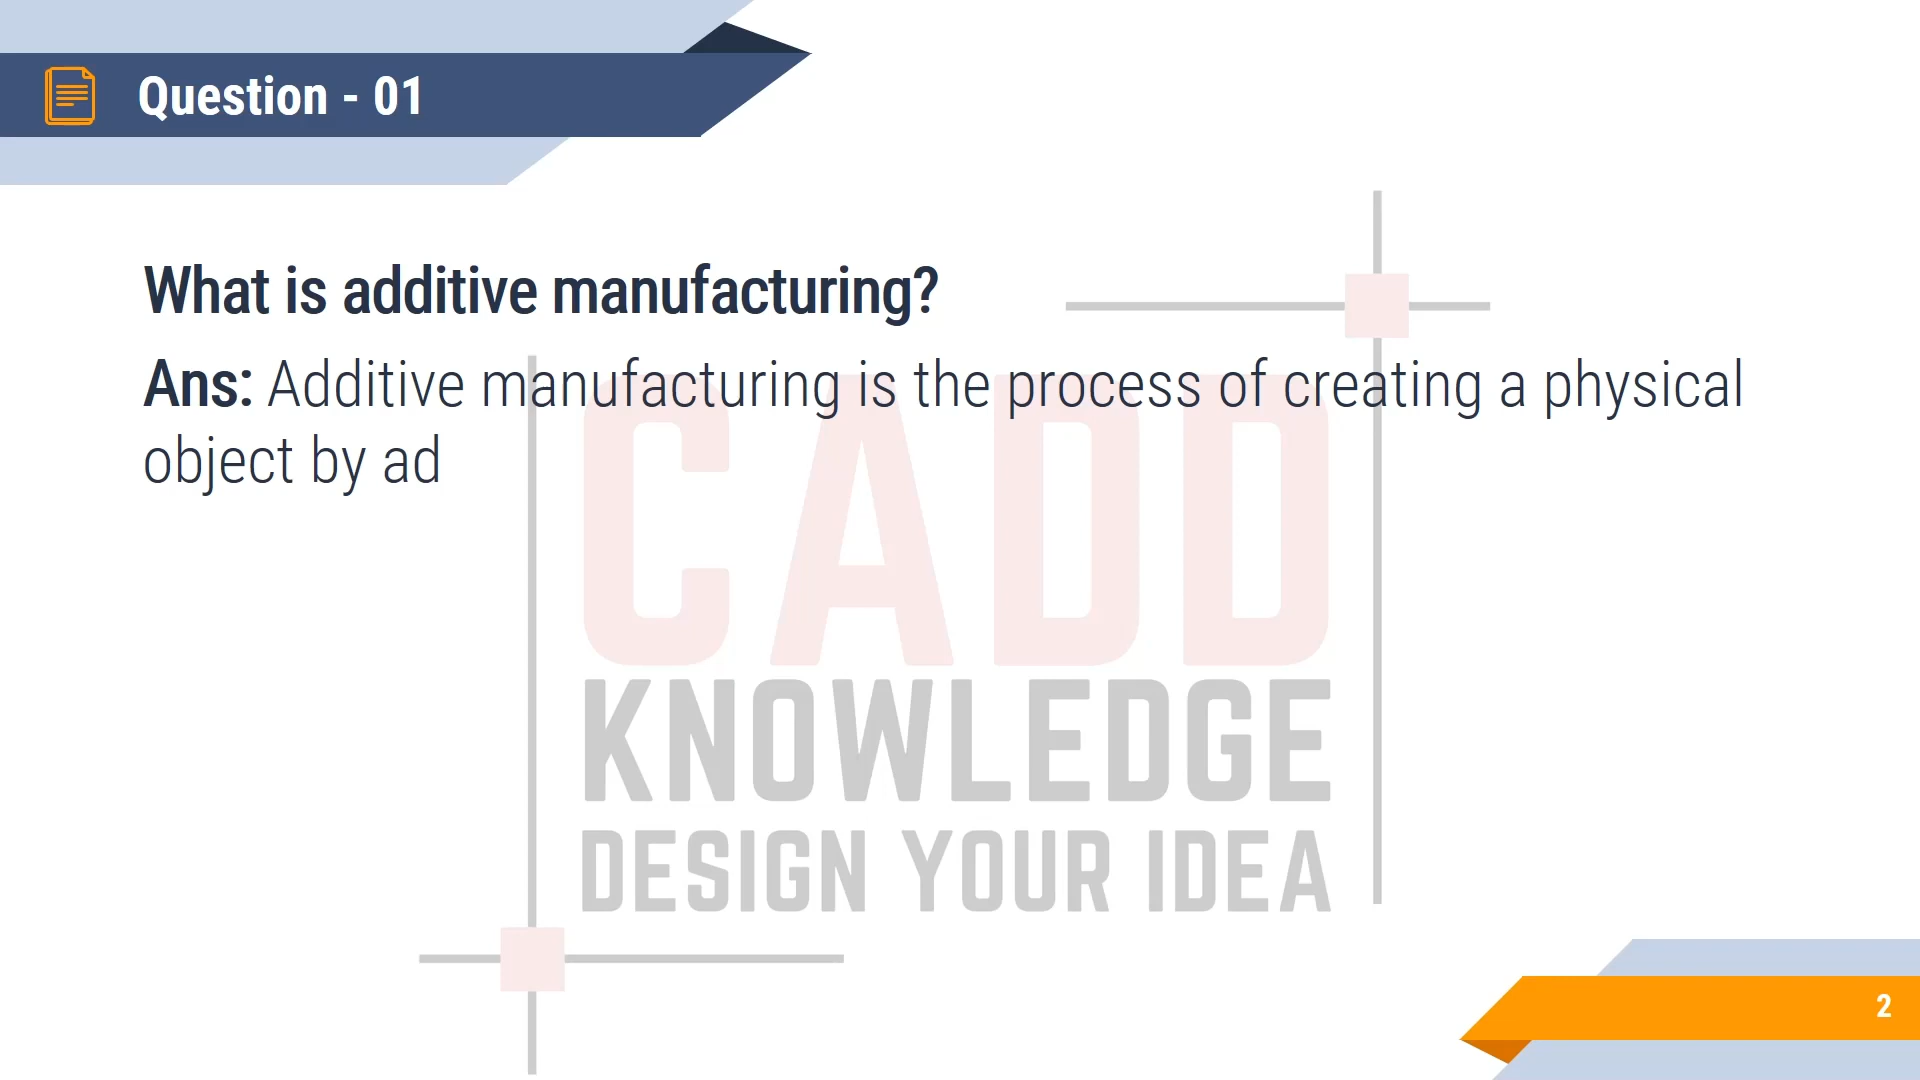 Question - 01
What is additive manufacturing?
Ans: Additive manufacturing is the process of creating a physical
object by ad
CADD
KNOWLEDGE
DESIGN YOUR IDEA
2